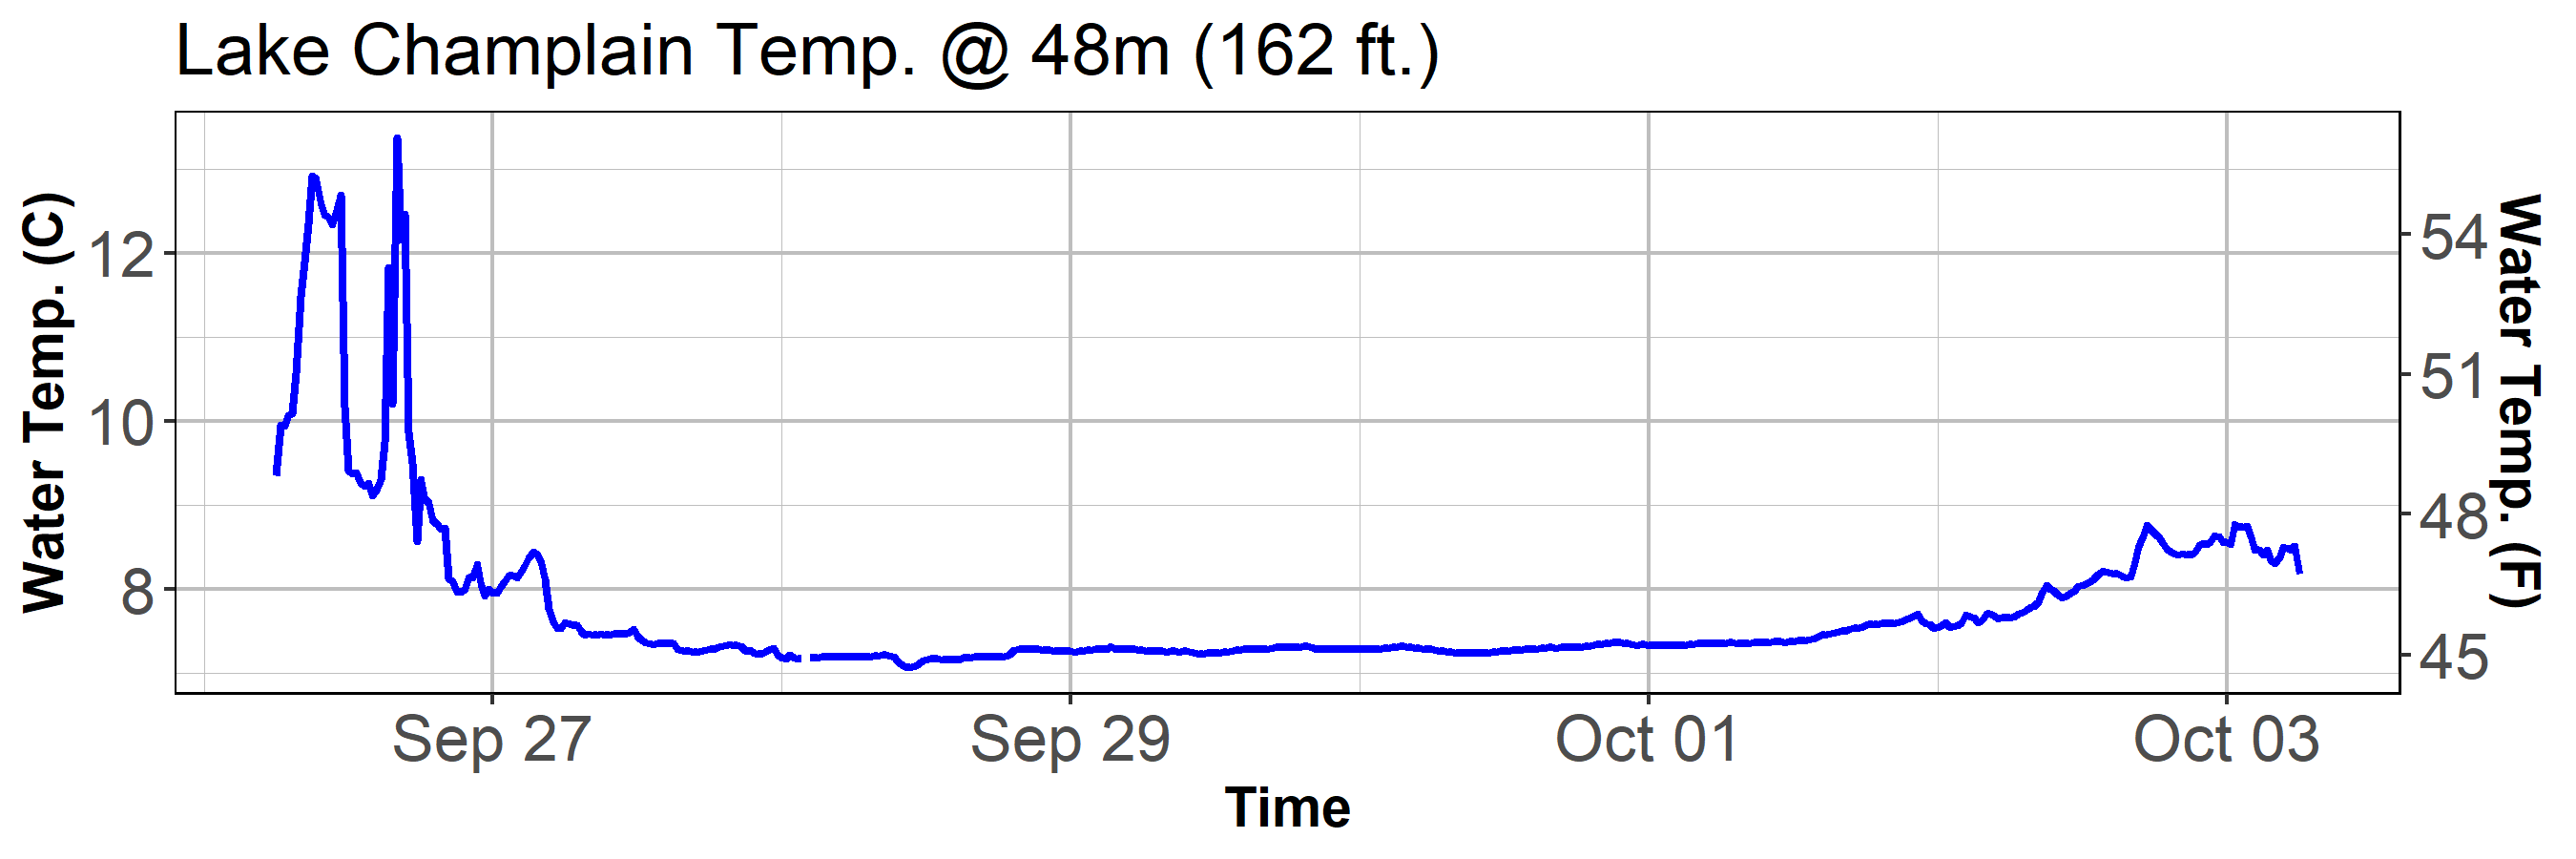 Lake Champlain Temp. @ 48m (162 ft.)
Water Temp. (C)
12
10
8
54
51
48
45
Water Temp. (F)
Sep 27
Sep 29
Oct 01
Oct 03
Time